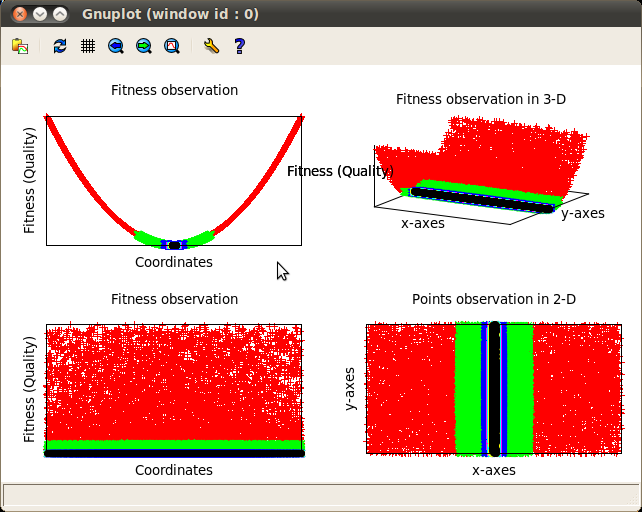 Gnuplot (window id : 0)
Fitness observation
Fitness (Quality)
Coordinates
Fitness observation in 3-D
Fitness (Quality)
x-axes
y-axes
Fitness observation
Fitness (Quality)
Coordinates
Points observation in 2-D
y-axes
x-axes